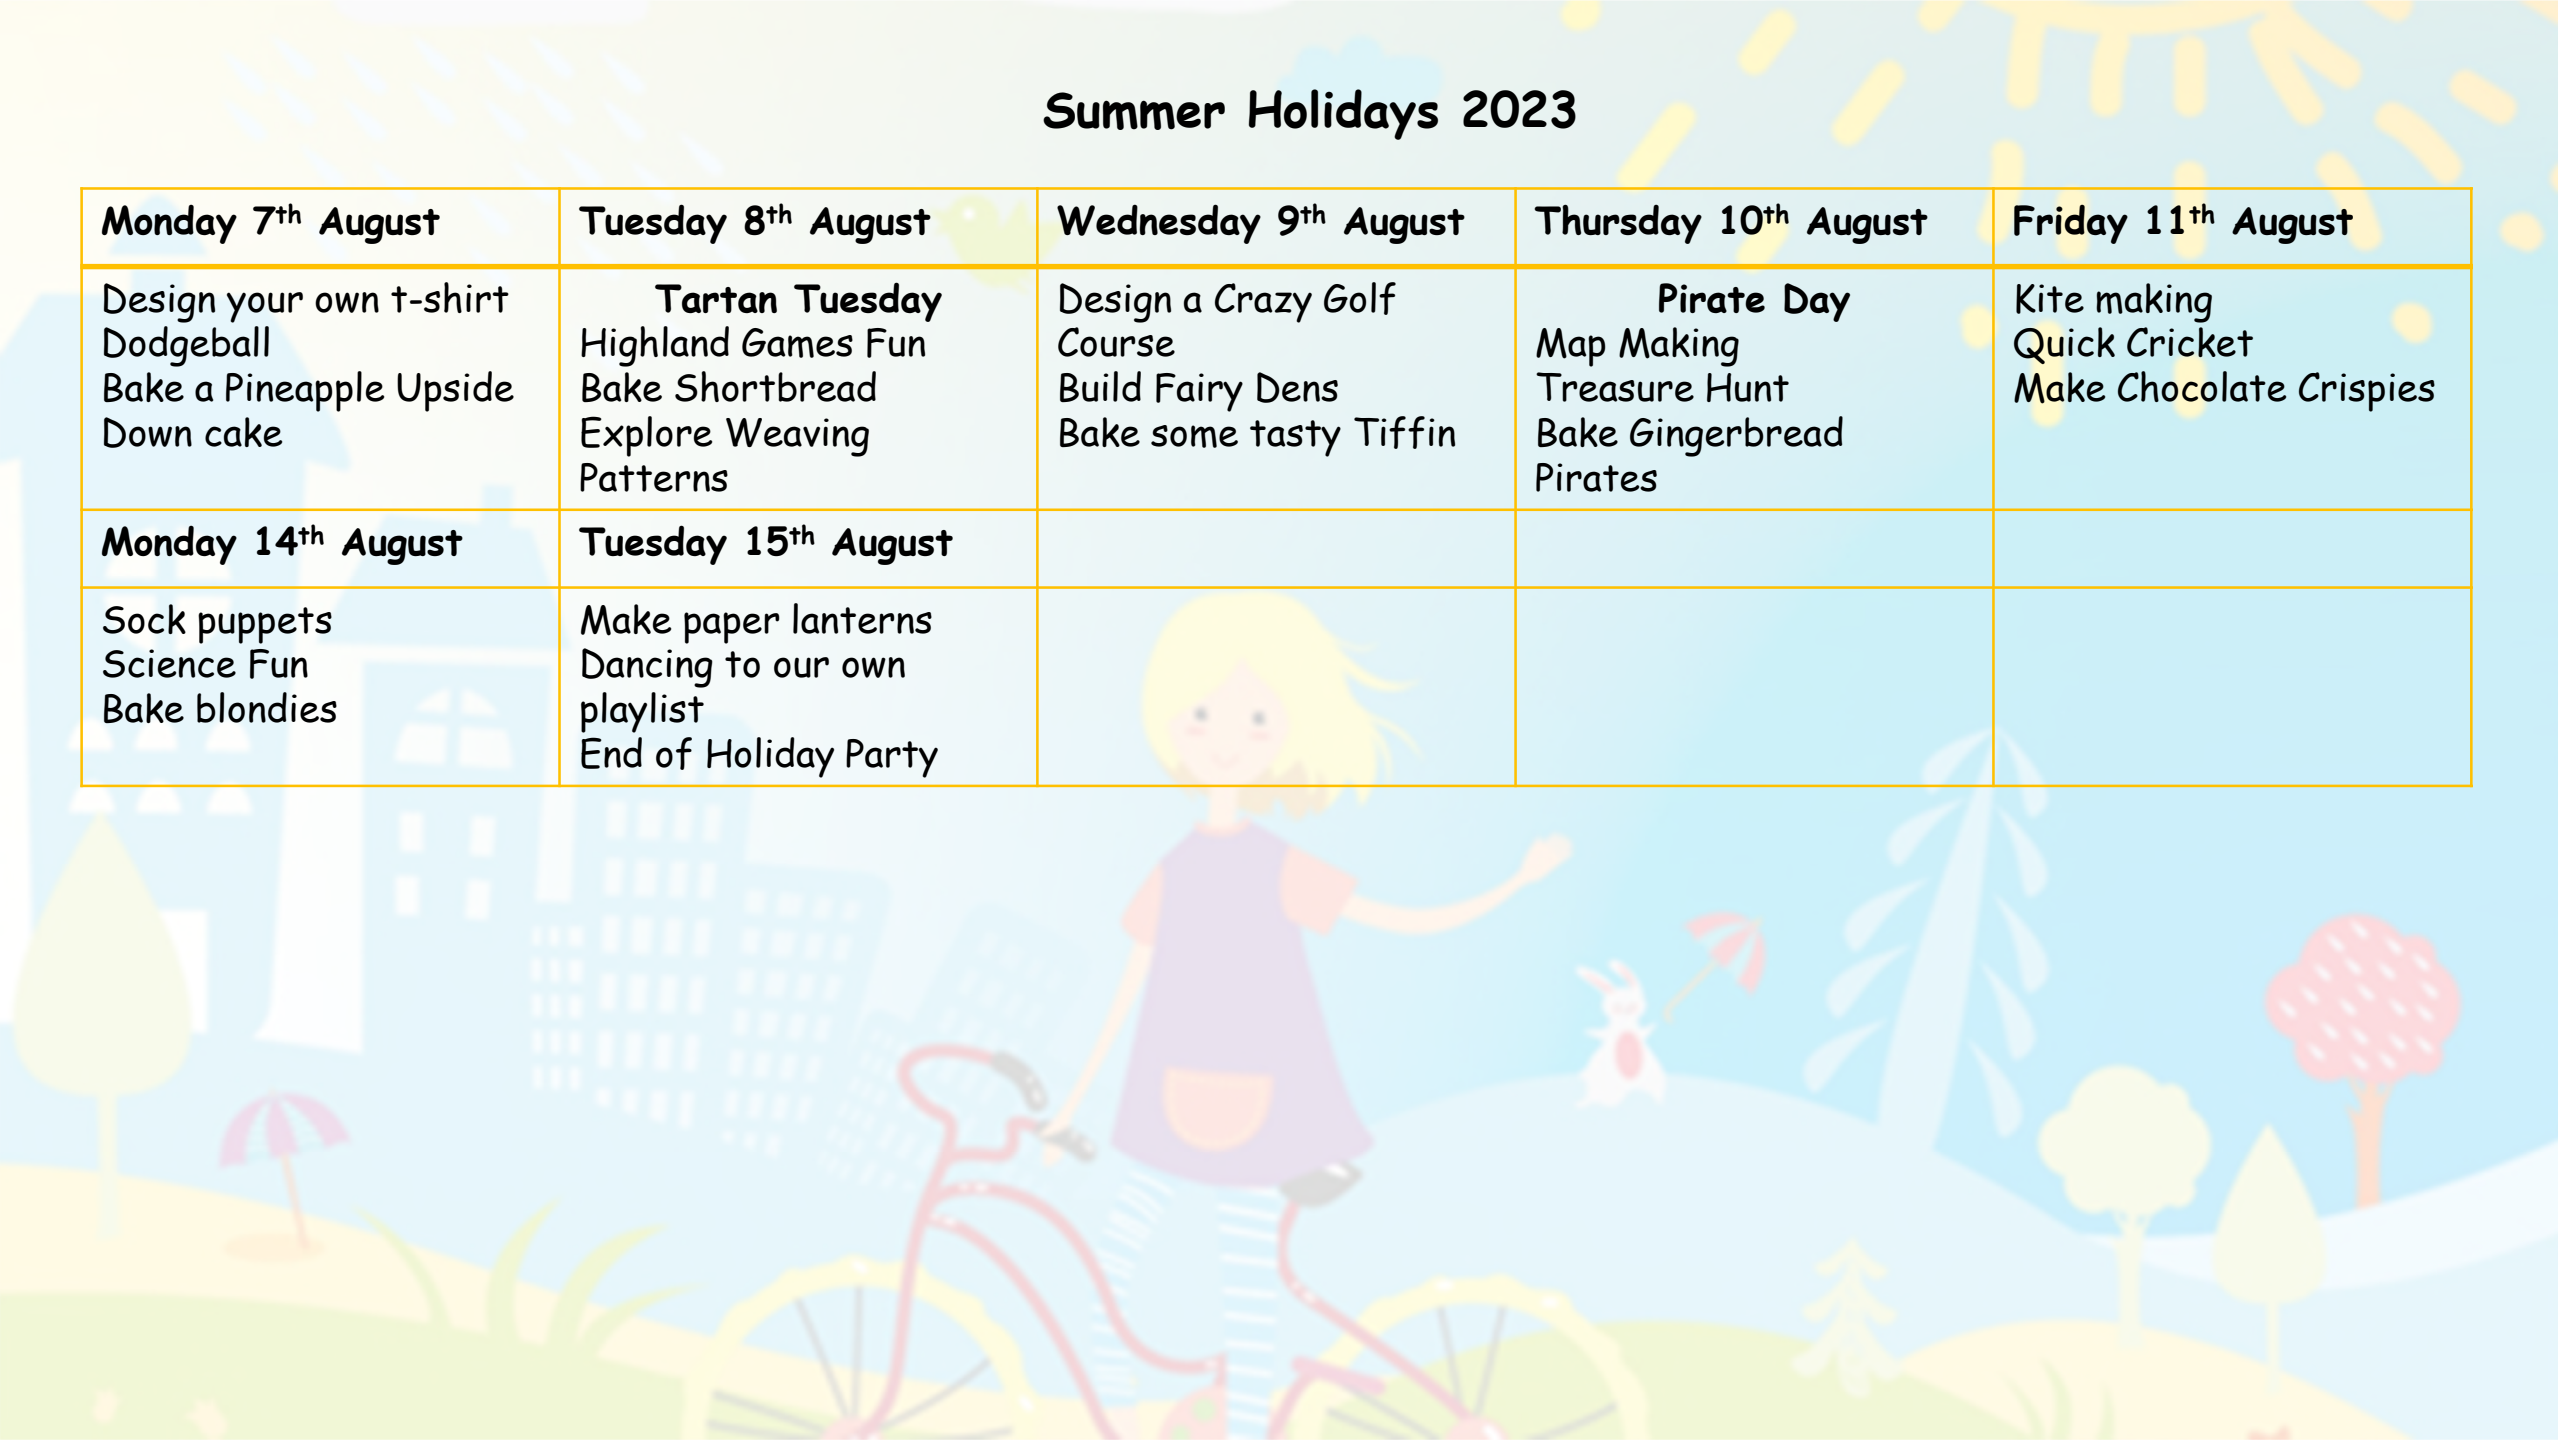 Summer Holidays 2023
Monday 7th August
Tuesday 8th August
Wednesday 9th August
Thursday 10th August
Friday 11th August
Design your own t-shirt
Dodgeball
Bake a Pineapple Upside
Down cake
Tartan Tuesday
Highland Games Fun
Bake Shortbread
Explore Weaving
Patterns
Design a Crazy Golf
Course
Build Fairy Dens
Bake some tasty Tiffin
Pirate Day
Map Making
Treasure Hunt
Bake Gingerbread
Pirates
Kite making
Quick Cricket
Make Chocolate Crispies
Monday 14th August
Tuesday 15th August
Sock puppets
Science Fun
Bake blondies
Make paper lanterns
Dancing to our own
playlist
End of Holiday Party